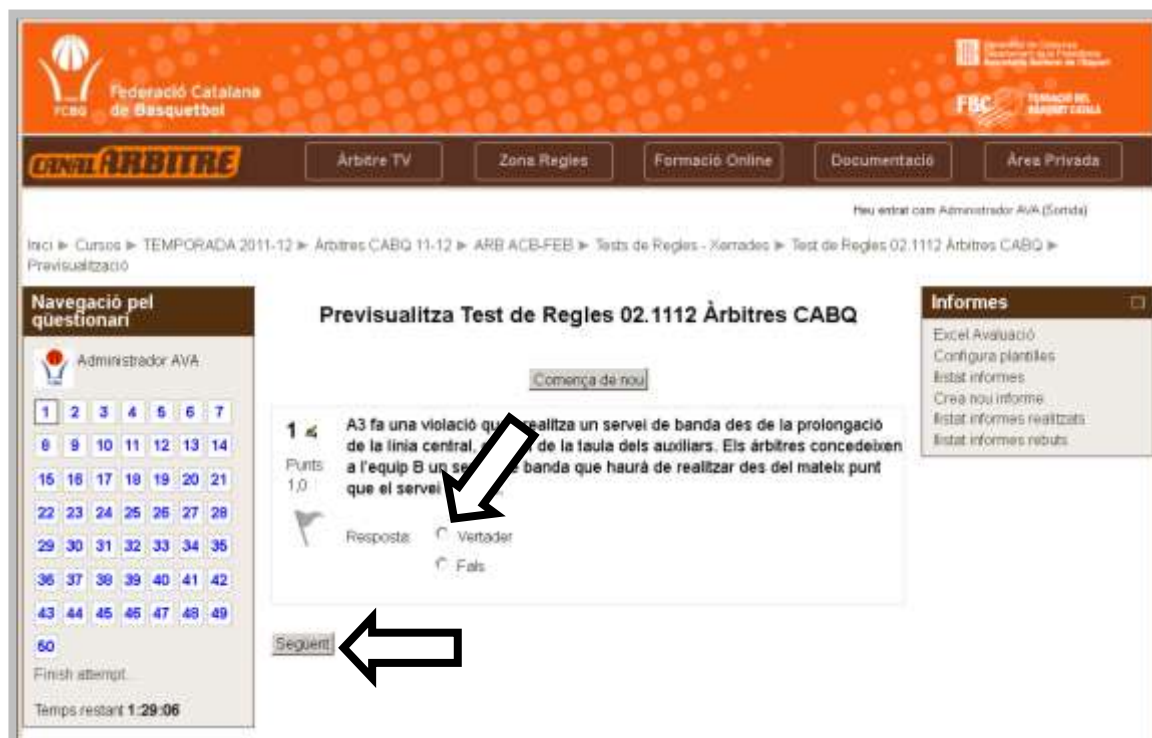 Federació Catalana
FCBQ de Basquetbol
FBC
CANAL ÀRBITRE
Àrbitre TV
Zona Regles
Formació Online
Documentació
Àrea Privada
Heu entrat com Administrador AVA (Sortida)
Inici ► Cursos ► TEMPORADA 2011-12 ► Àrbitres CABQ 11-12 ► ARB ACB-FEB ► Tests de Regles - Xerrades ► Test de Regles 02.1112 Àrbitres CABQ ►
Previsualització
Navegació pel
qüestionari
Administrador AVA
1 2 3 4 5 6 7
8 9 10 11 12 13 14
15 16 17 18 19 20 21
22 23 24 25 26 27 28
29 30 31 32 33 34 35
36 37 38 39 40 41 42
43 44 45 46 47 48 49
50
Finish attempt...
Temps restant 1:29:06
Previsualitza Test de Regles 02.1112 Àrbitres CABQ
Comença de nou
1
Punts
1,0
A3 fa una violació realitza un servei de banda des de la prolongació
de la línia central, de la taula dels auxiliars. Els àrbitres concedeixen
a l'equip B un banda que haurà de realitzar des del mateix punt
que el servei
Resposta:
Vertader
Fals
Següent
Informes
Excel Avaluació
Configura plantilles
llistat informes
Crea nou informe
llistat informes realitzats
llistat informes rebuts